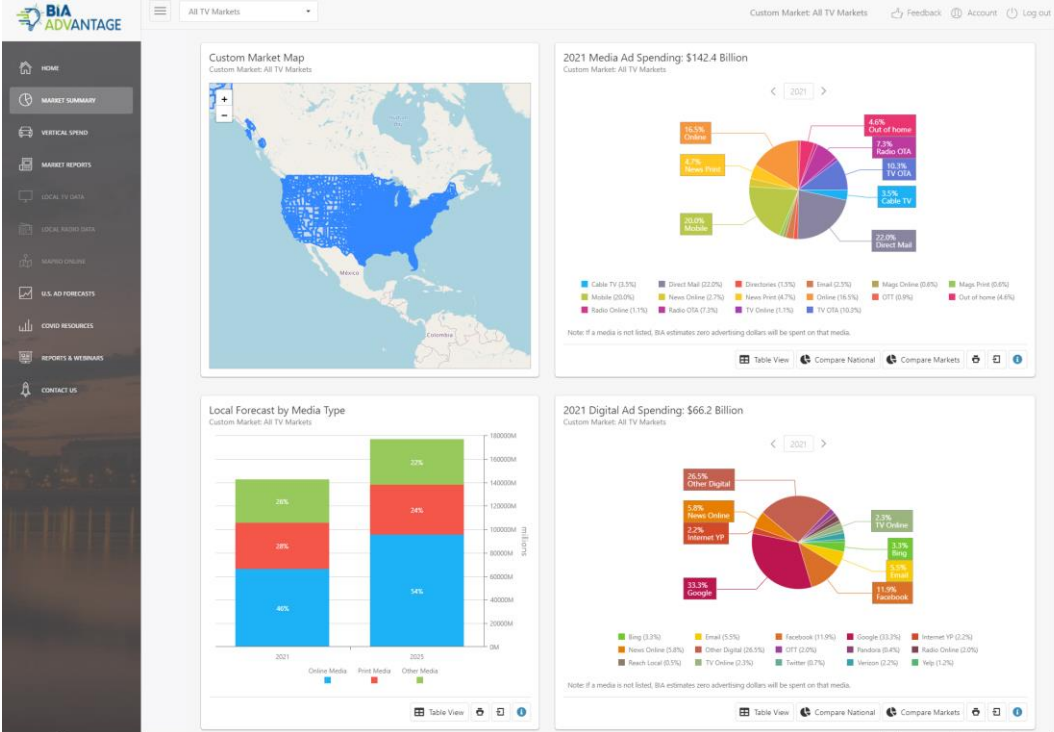 BIA
ADVANTAGE
All TV Markets
Custom Market: All TV Markets
Feedback
Account
Log out
HOME
MARKET SUMMARY
VERTICAL SPEND
MARKET REPORTS
LOCAL TV DATA
LOCAL RADIO DATA
MAPRO ONLINE
U.S. AD FORECASTS
COVID RESOURCES
REPORTS & WEBINARS
CONTACT US
Custom Market Map
Custom Market: All TV Markets
+
−
México
Colombia
2021 Media Ad Spending: $142.4 Billion
Custom Market: All TV Markets
< 2021 >
16.5%
Online
4.7%
News Print
20.0%
Mobile
4.6%
Out of home
7.3%
Radio OTA
10.3%
TV OTA
3.5%
Cable TV
22.0%
Direct Mail
Cable TV (3.5%) Direct Mail (22.0%) Directories (1.5%) Email (2.5%) Mags Online (0.6%) Mags Print (0.6%)
Mobile (20.0%) News Online (2.7%) News Print (4.7%) Online (16.5%) OTT (0.9%) Out of home (4.6%)
Radio Online (1.1%) Radio OTA (7.3%) TV Online (1.1%) TV OTA (10.3%)
Note: If a media is not listed, BIA estimates zero advertising dollars will be spent on that media.
Table View Compare National Compare Markets
Local Forecast by Media Type
Custom Market: All TV Markets
180000M
160000M
140000M
120000M
100000M
80000M
60000M
40000M
20000M
0M
millions
26%
28%
46%
22%
24%
54%
2021 2025
Online Media Print Media Other Media
Table View
2021 Digital Ad Spending: $66.2 Billion
Custom Market: All TV Markets
< 2021 >
26.5%
Other Digital
5.8%
News Online
2.2%
Internet YP
33.3%
Google
2.3%
TV Online
3.3%
Bing
5.5%
Email
11.9%
Facebook
Bing (3.3%) Email (5.5%) Facebook (11.9%) Google (33.3%) Internet YP (2.2%)
News Online (5.8%) Other Digital (26.5%) OTT (2.0%) Pandora (0.4%) Radio Online (2.0%)
Reach Local (0.5%) TV Online (2.3%) Twitter (0.7%) Verizon (2.2%) Yelp (1.2%)
Note: If a media is not listed, BIA estimates zero advertising dollars will be spent on that media.
Table View Compare National Compare Markets